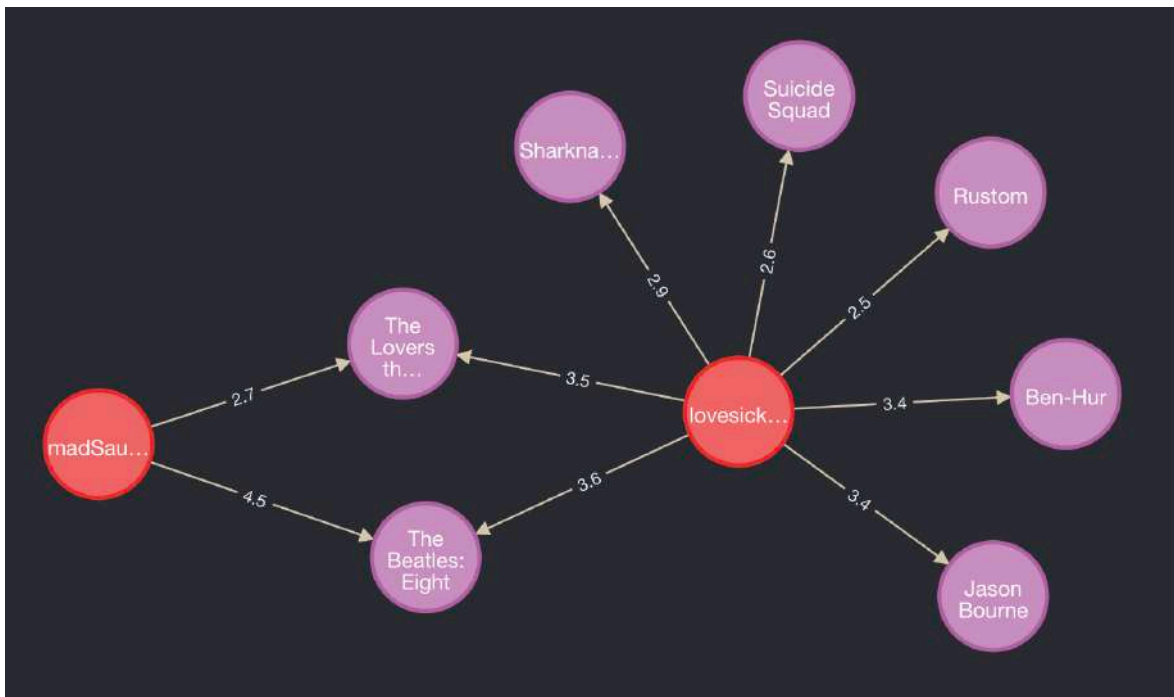 Suicide
Squad
Sharkna…
Rustom
2.9
2.6
2.5
The
Lovers
th…
2.7
3.5
3.4
Ben-Hur
lovesick…
madSau…
4.5
3.6
3.4
The
Beatles:
Eight
Jason
Bourne